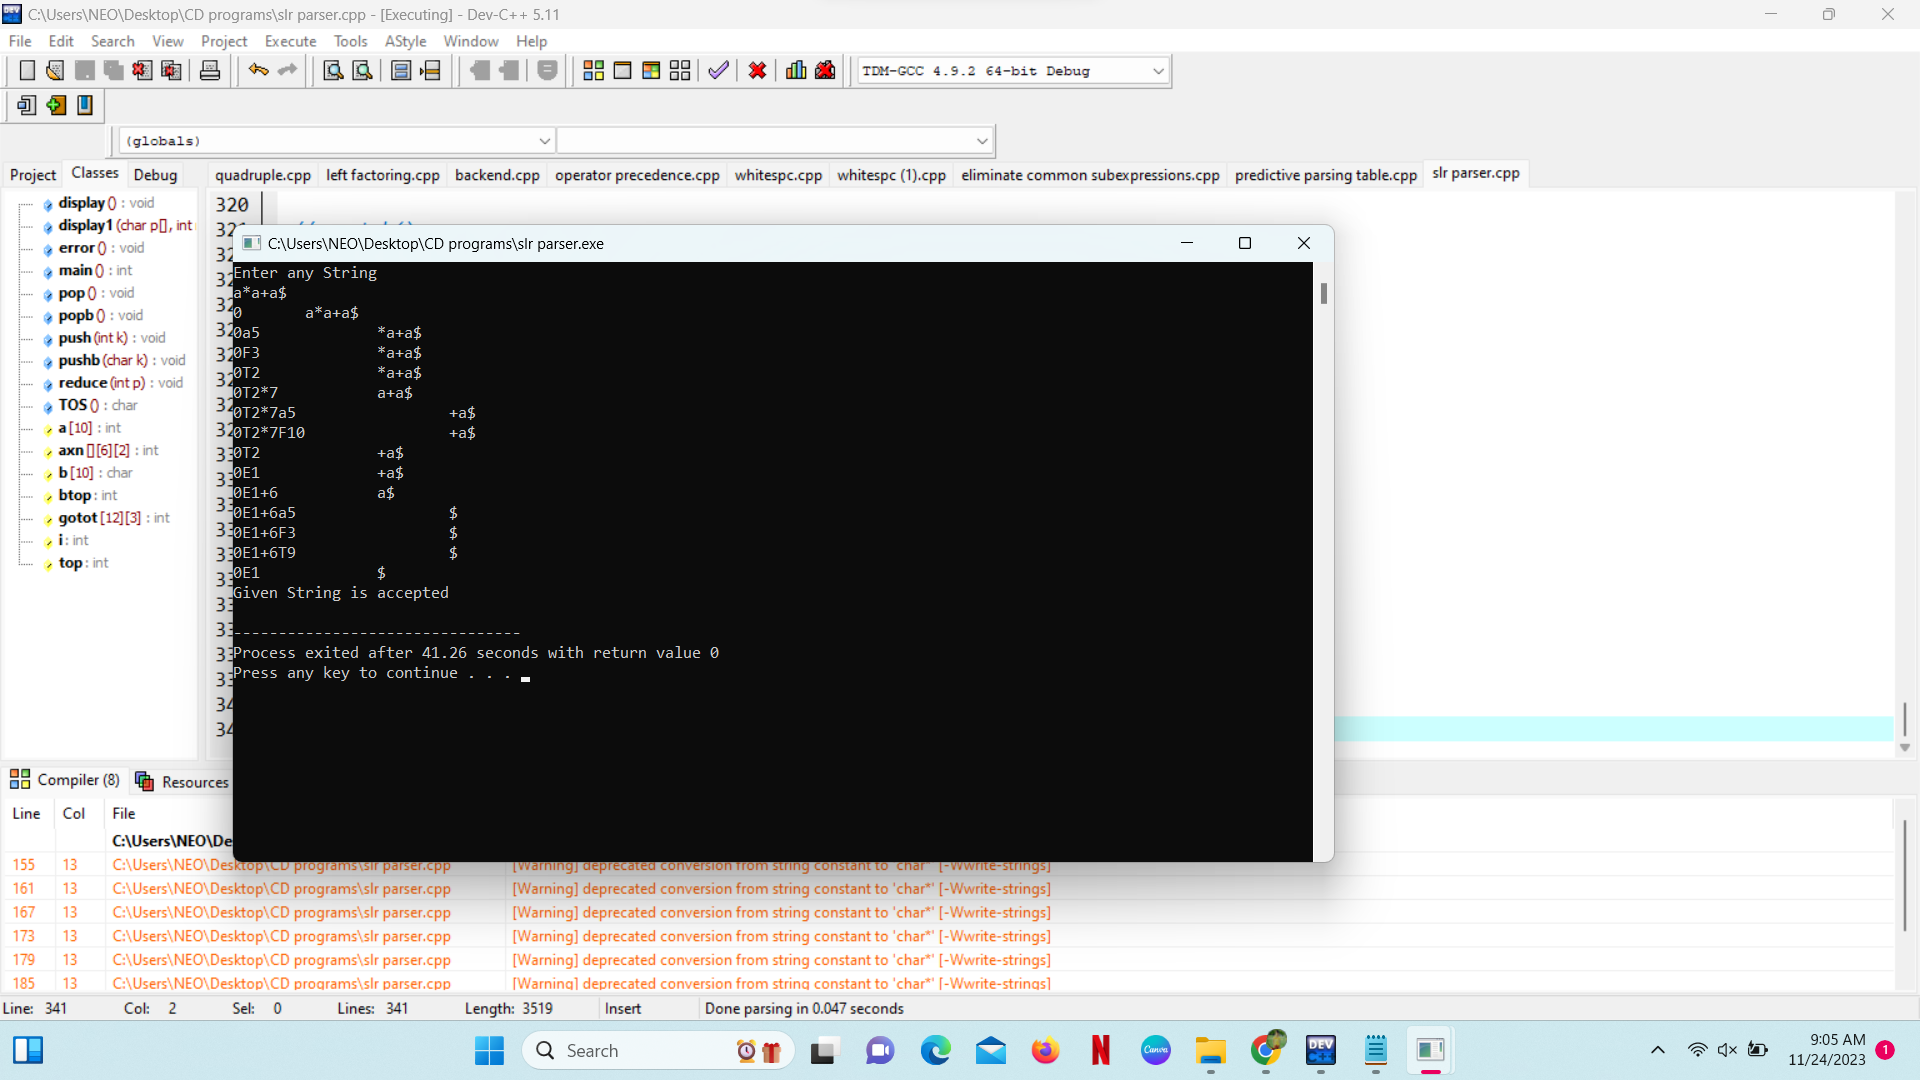 C:\Users\NEO\Desktop\CD programs\slr parser.cpp - [Executing] - Dev-C++ 5.11
File Edit Search View Project Execute Tools AStyle Window Help
TDM-GCC 4.9.2 64-bit Debug
(globals)
Project Classes Debug
quadruple.cpp left factoring.cpp backend.cpp operator precedence.cpp whitespc.cpp whitespc (1).cpp eliminate common subexpressions.cpp predictive parsing table.cpp slr parser.cpp
display () : void
display1 (char p[], int
error () : void
main () : int
pop () : void
popb () : void
push (int k) : void
pushb (char k) : void
reduce (int p) : void
TOS () : char
a [10] : int
axn [][6][2] : int
b [10] : char
btop : int
gotot [12][3] : int
i : int
top : int
320
C:\Users\NEO\Desktop\CD programs\slr parser.exe
Enter any String
a*a+a$
0 a*a+a$
0a5 *a+a$
0F3 *a+a$
0T2 *a+a$
0T2*7 a+a$
0T2*7a5 +a$
0T2*7F10 +a$
0T2 +a$
0E1 +a$
0E1+6 a$
0E1+6a5 $
0E1+6F3 $
0E1+6T9 $
0E1 $
Given String is accepted
--------------------------------
Process exited after 41.26 seconds with return value 0
Press any key to continue . . .
Compiler (8) Resources
Line Col File
C:\Users\NEO\De
155 13 C:\Users\NEO\Desktop\CD programs\slr parser.cpp [Warning] deprecated conversion from string constant to 'char*' [-Wwrite-strings]
161 13 C:\Users\NEO\Desktop\CD programs\slr parser.cpp [Warning] deprecated conversion from string constant to 'char*' [-Wwrite-strings]
167 13 C:\Users\NEO\Desktop\CD programs\slr parser.cpp [Warning] deprecated conversion from string constant to 'char*' [-Wwrite-strings]
173 13 C:\Users\NEO\Desktop\CD programs\slr parser.cpp [Warning] deprecated conversion from string constant to 'char*' [-Wwrite-strings]
179 13 C:\Users\NEO\Desktop\CD programs\slr parser.cpp [Warning] deprecated conversion from string constant to 'char*' [-Wwrite-strings]
185 13 C:\Users\NEO\Desktop\CD programs\slr parser.cpp [Warning] deprecated conversion from string constant to 'char*' [-Wwrite-strings]
Line: 341 Col: 2 Sel: 0 Lines: 341 Length: 3519 Insert Done parsing in 0.047 seconds
Search
Canva
DEV
9:05 AM
11/24/2023
1